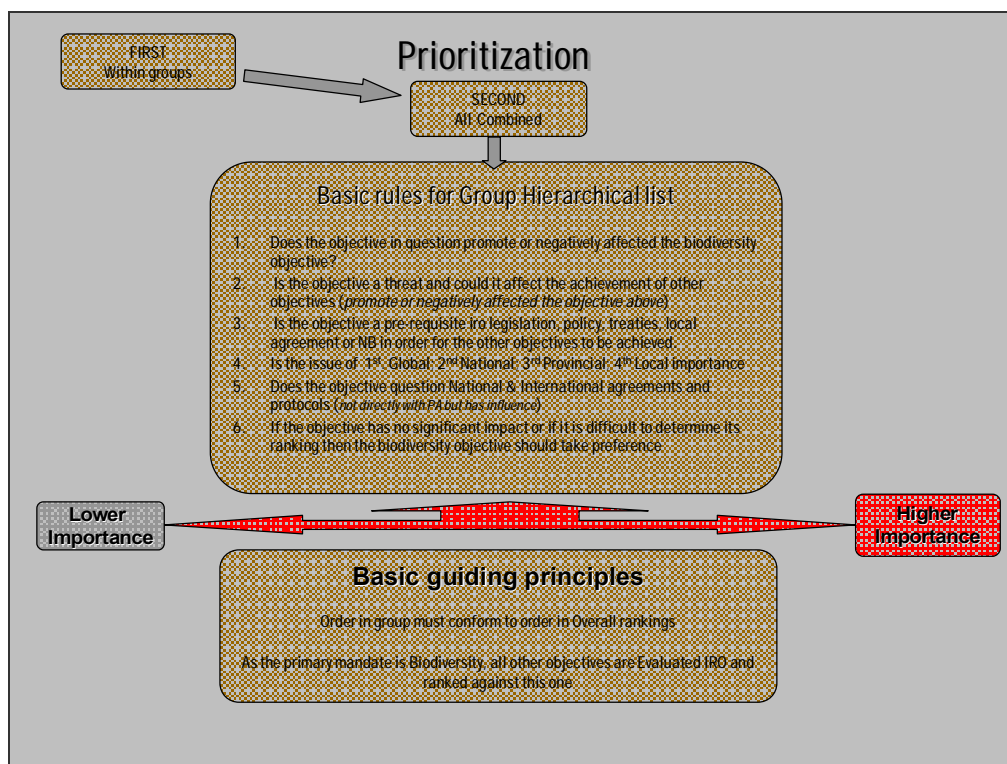 Prioritization
FIRST
Within groups
SECOND
All Combined
Basic rules for Group Hierarchical list
1. Does the objective in question promote or negatively affected the biodiversity
objective?
2. Is the objective a threat and could it affect the achievement of other
objectives (promote or negatively affected the objective above)
3. Is the objective a pre-requisite iro legislation, policy, treaties, local
agreement or NB in order for the other objectives to be achieved.
4. Is the issue of 1st. Global; 2nd National; 3rd Provincial; 4th Local importance
5. Does the objective question National & International agreements and
protocols (not directly with PA but has influence)
6. If the objective has no significant impact or if it is difficult to determine its
ranking then the biodiversity objective should take preference
Lower
Importance
Higher
Importance
Basic guiding principles
Order in group must conform to order in Overall rankings
As the primary mandate is Biodiversity, all other objectives are Evaluated IRO and
ranked against this one